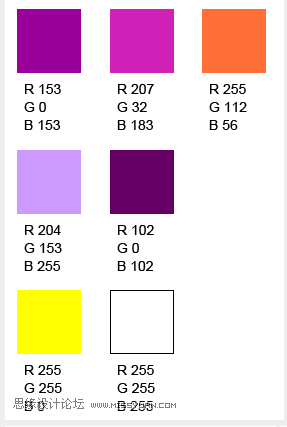 R 153
G 0
B 153
R 207
G 32
B 183
R 255
G 112
B 56
R 204
G 153
B 255
R 102
G 0
B 102
R 255
G 255
B 0
R 255
G 255
B 255
思缘设计论坛 WWW.MISSYUAN.COM